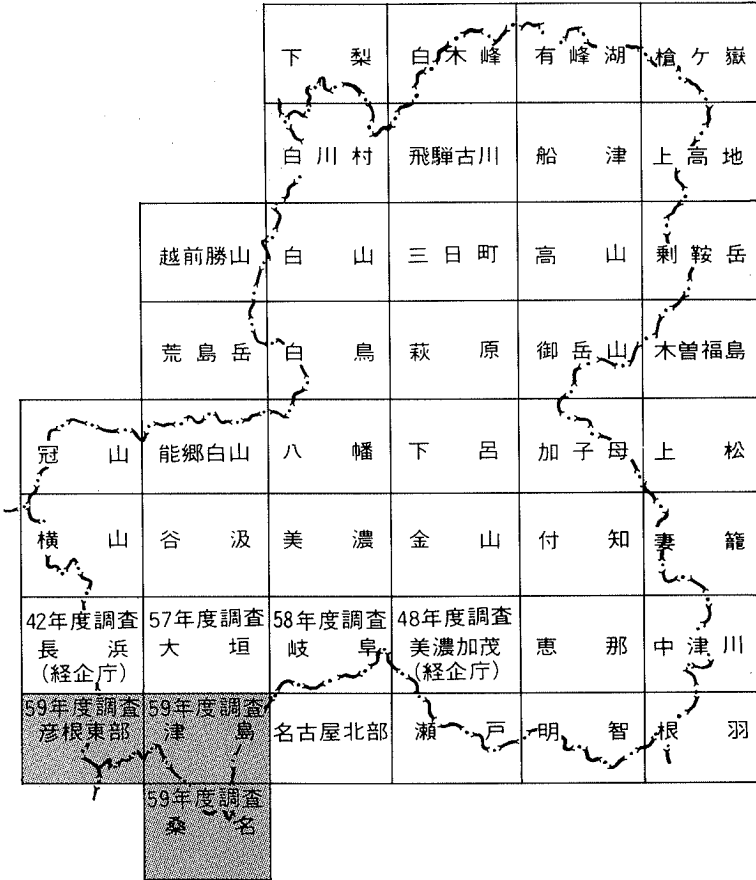 下梨 白木峰 有峰湖 槍ケ嶽
白川村 飛騨古川 船津 上高地
越前勝山 白山 三日町 高山 乗鞍岳
荒島岳 白鳥 萩原 御岳山 木曽福島
冠山 能郷白山 八幡 下呂 加子母 上松
横山 谷汲 美濃 金山 付知 妻籠
42年度調査 57年度調査 58年度調査 48年度調査
長浜 大垣 岐阜 美濃加茂 恵那 中津川
(経企庁) (経企庁)
59年度調査 59年度調査
彦根東部 津島 名古屋北部 瀬戸 明智 根羽
59年度調査
桑名